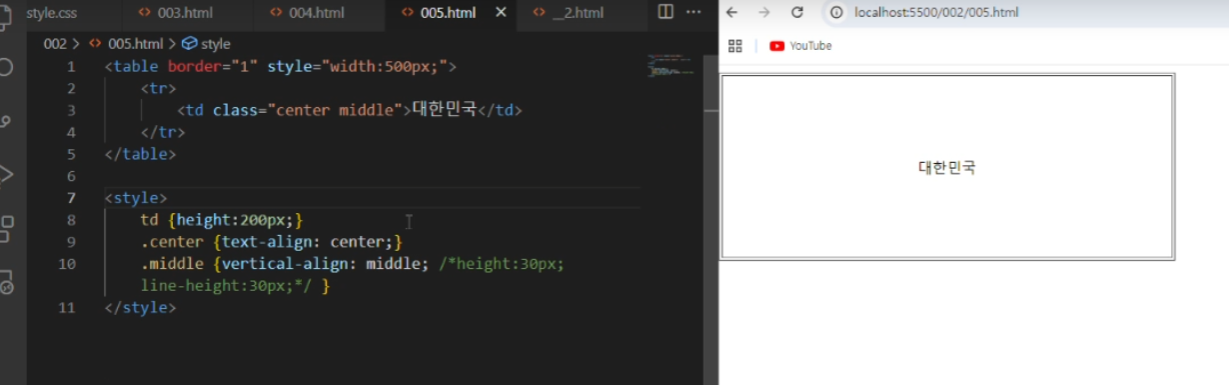 style.css 003.html 004.html 005.html __2.html
localhost:5500/002/005.html
YouTube
002 > 005.html > style
1 <table border="1" style="width:500px;">
2 <tr>
3 <td class="center middle">대한민국</td>
4 </tr>
5 </table>
6
7 <style>
8 td {height:200px;}
9 .center {text-align: center;}
10 .middle {vertical-align: middle; /*height:30px;
line-height:30px;*/ }
11 </style>
대한민국